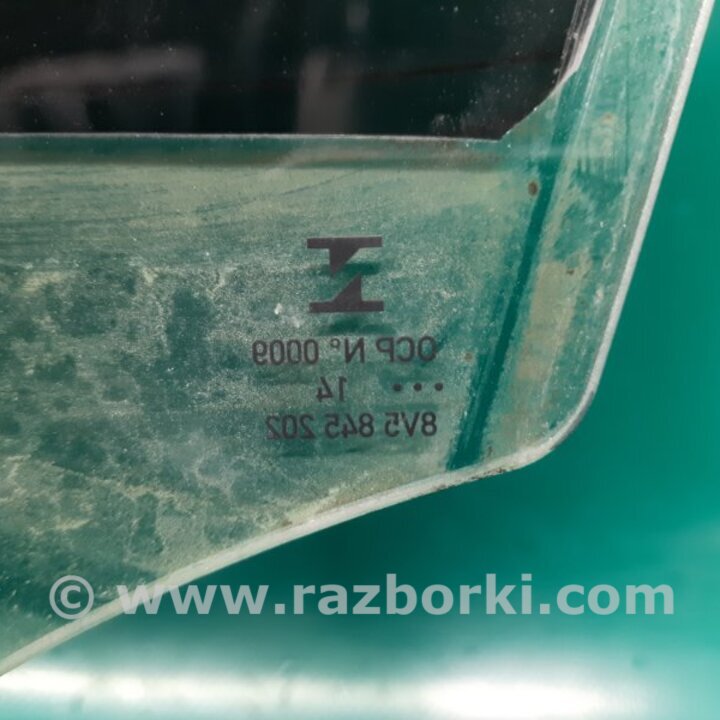 OCP N° 0009
••• 14
8V5 845 202
© www.razborki.com